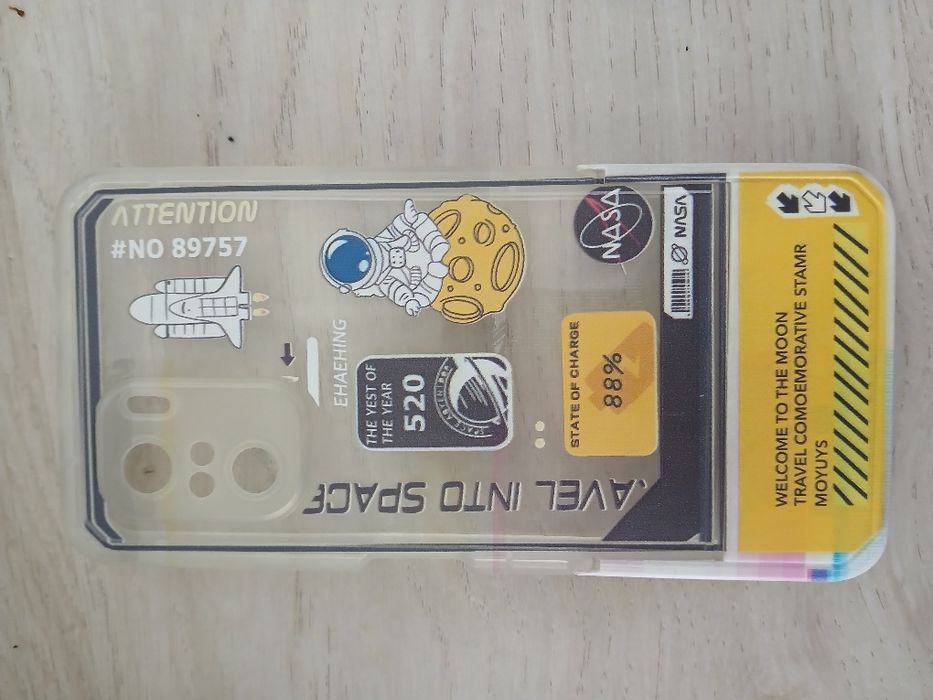 ATTENTION
#NO 89757
EHAEHING
THE YEST OF
THE YEAR
520
AVEL INTO SPACE
STATE OF CHARGE
88%
NASA
NASA
WELCOME TO THE MOON
TRAVEL COMOEMORATIVE STAMR
MOYUYS